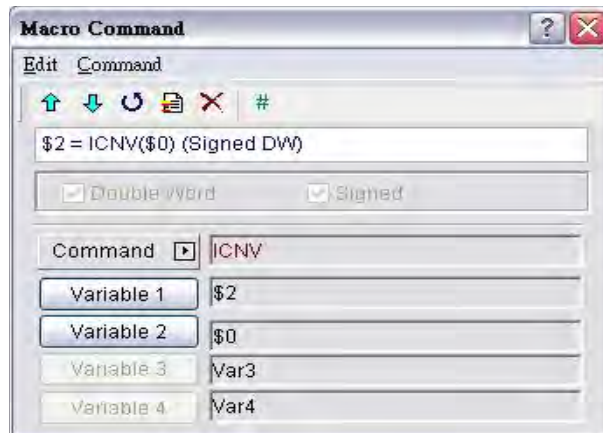 Macro Command
Edit Command
#
$2 = ICNV($0) (Signed DW)
Double Word Signed
Command ICNV
Variable 1 $2
Variable 2 $0
Variable 3 Var3
Variable 4 Var4